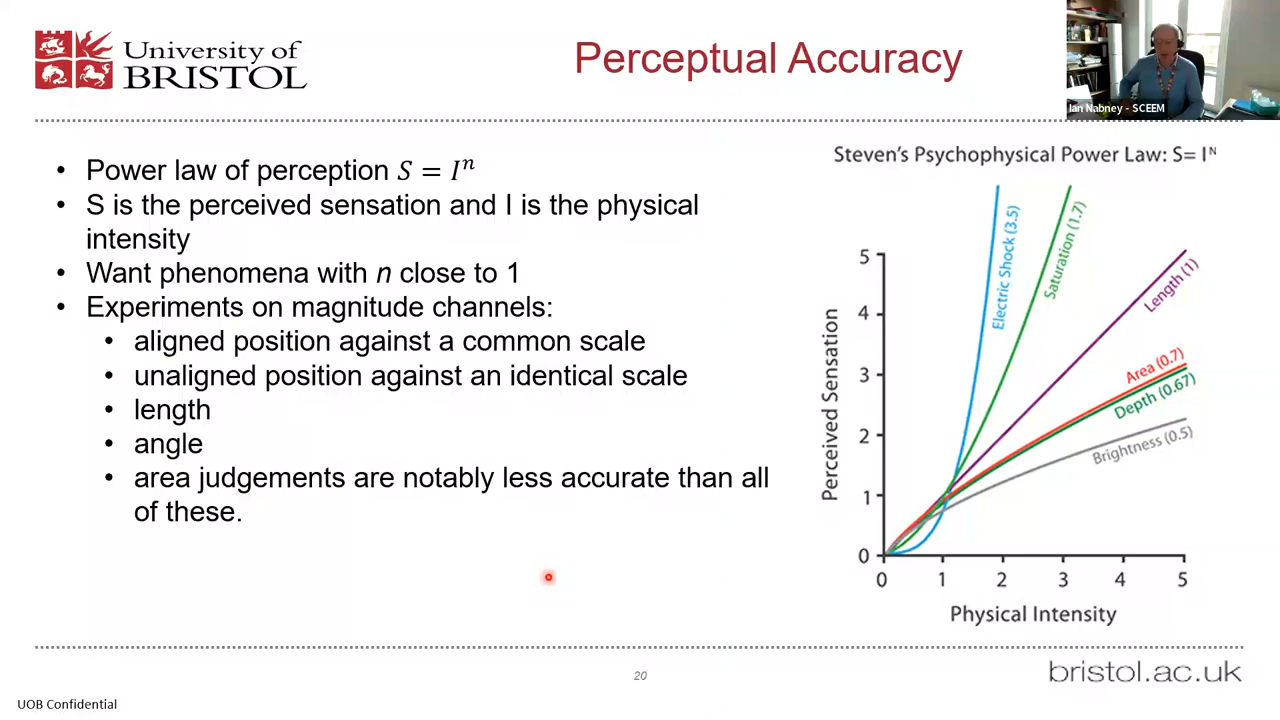 University of
BRISTOL
Perceptual Accuracy
Ian Nabney - SCEEM
• Power law of perception S = Iⁿ
• S is the perceived sensation and I is the physical
intensity
• Want phenomena with n close to 1
• Experiments on magnitude channels:
• aligned position against a common scale
• unaligned position against an identical scale
• length
• angle
• area judgements are notably less accurate than all
of these.
Steven's Psychophysical Power Law: S= Iᴺ
Perceived Sensation
5
4
3
2
1
0
Electric Shock (3.5)
Saturation (1.7)
Length (1)
Area (0.7)
Depth (0.67)
Brightness (0.5)
0 1 2 3 4 5
Physical Intensity
20
bristol.ac.uk
UOB Confidential